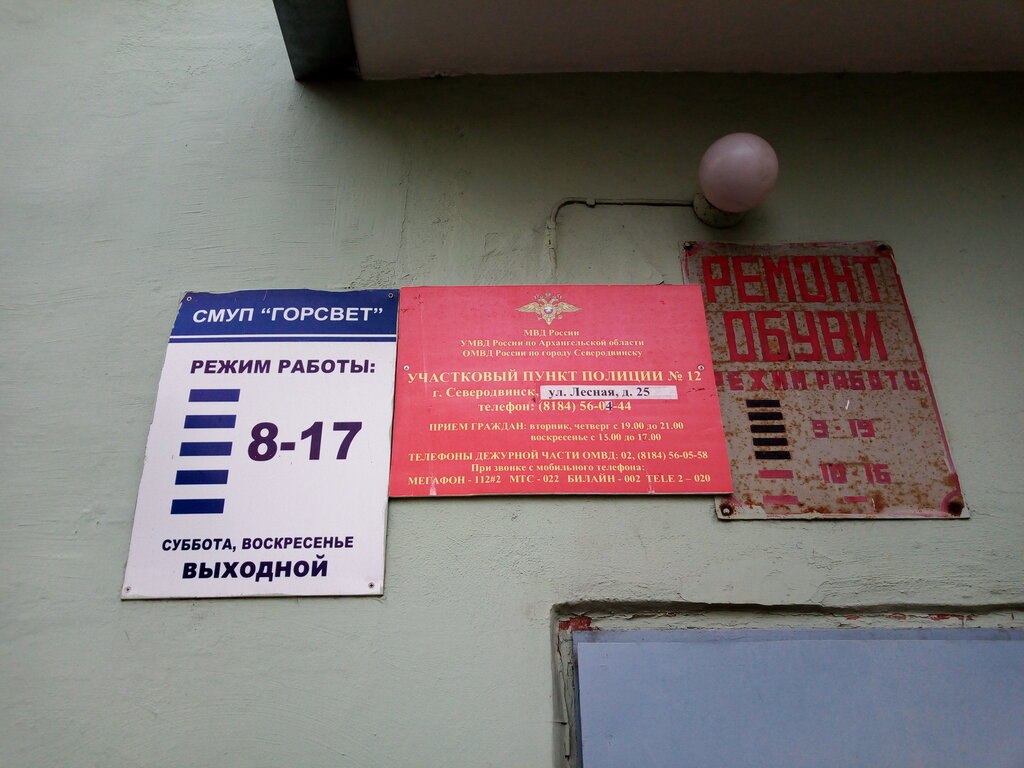 СМУП "ГОРСВЕТ"
РЕЖИМ РАБОТЫ:
8-17
СУББОТА, ВОСКРЕСЕНЬЕ
ВЫХОДНОЙ
МВД России
УМВД России по Архангельской области
ОМВД России по городу Северодвинску
УЧАСТКОВЫЙ ПУНКТ ПОЛИЦИИ № 12
г. Северодвинск, ул. Лесная, д. 25
телефон: (8184) 56-04-44
ПРИЕМ ГРАЖДАН: вторник, четверг с 19.00 до 21.00
воскресенье с 15.00 до 17.00
ТЕЛЕФОНЫ ДЕЖУРНОЙ ЧАСТИ ОМВД: 02, (8184) 56-05-58
При звонке с мобильного телефона:
МЕГАФОН - 112#2 МТС - 022 БИЛАЙН - 002 TELE 2 – 020
РЕМОНТ
ОБУВИ
РЕЖИМ РАБОТЫ
9-19
10-16